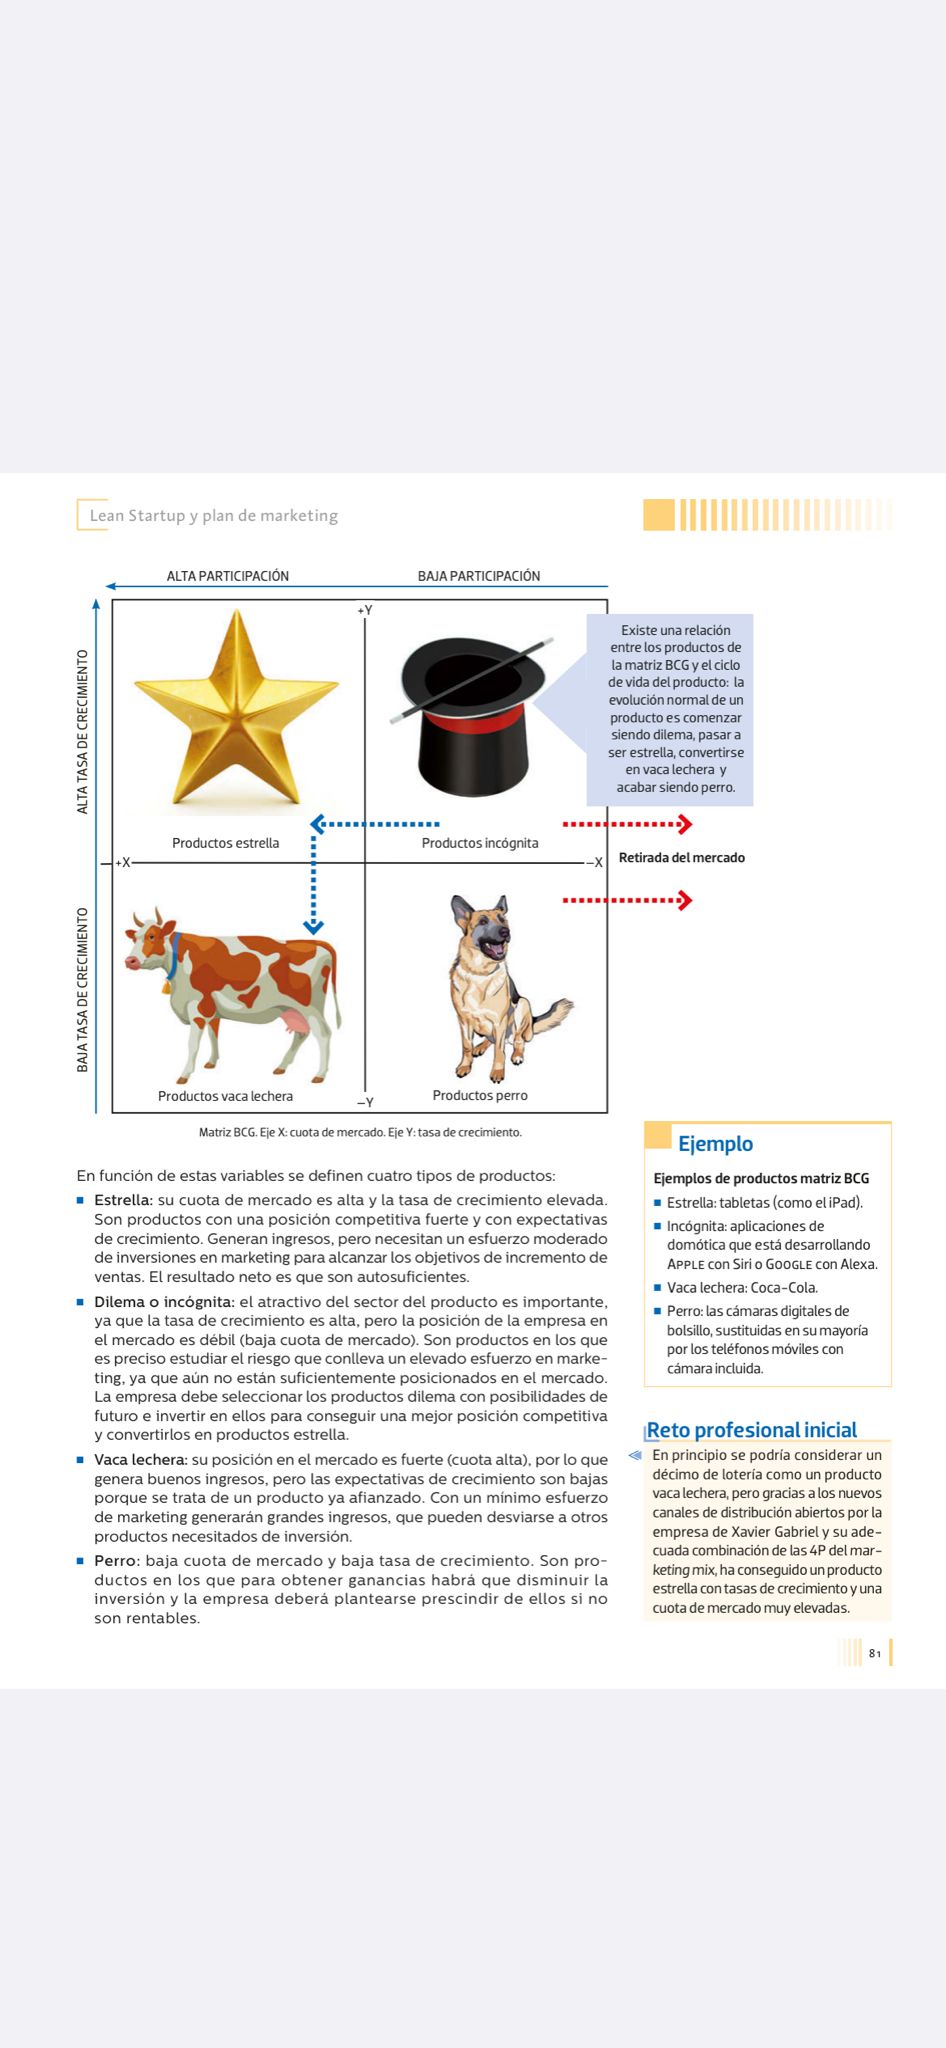 Lean Startup y plan de marketing
ALTA PARTICIPACIÓN
BAJA PARTICIPACIÓN
ALTA TASA DE CRECIMIENTO
BAJA TASA DE CRECIMIENTO
+Y
Existe una relación
entre los productos de
la matriz BCG y el ciclo
de vida del producto: la
evolución normal de un
producto es comenzar
siendo dilema, pasar a
ser estrella, convertirse
en vaca lechera y
acabar siendo perro.
Productos estrella
Productos incógnita
+X
–X
Retirada del mercado
Productos vaca lechera
Productos perro
–Y
Matriz BCG. Eje X: cuota de mercado. Eje Y: tasa de crecimiento.
En función de estas variables se definen cuatro tipos de productos:
■ Estrella: su cuota de mercado es alta y la tasa de crecimiento elevada.
Son productos con una posición competitiva fuerte y con expectativas
de crecimiento. Generan ingresos, pero necesitan un esfuerzo moderado
de inversiones en marketing para alcanzar los objetivos de incremento de
ventas. El resultado neto es que son autosuficientes.
■ Dilema o incógnita: el atractivo del sector del producto es importante,
ya que la tasa de crecimiento es alta, pero la posición de la empresa en
el mercado es débil (baja cuota de mercado). Son productos en los que
es preciso estudiar el riesgo que conlleva un elevado esfuerzo en marke-
ting, ya que aún no están suficientemente posicionados en el mercado.
La empresa debe seleccionar los productos dilema con posibilidades de
futuro e invertir en ellos para conseguir una mejor posición competitiva
y convertirlos en productos estrella.
■ Vaca lechera: su posición en el mercado es fuerte (cuota alta), por lo que
genera buenos ingresos, pero las expectativas de crecimiento son bajas
porque se trata de un producto ya afianzado. Con un mínimo esfuerzo
de marketing generarán grandes ingresos, que pueden desviarse a otros
productos necesitados de inversión.
■ Perro: baja cuota de mercado y baja tasa de crecimiento. Son pro-
ductos en los que para obtener ganancias habrá que disminuir la
inversión y la empresa deberá plantearse prescindir de ellos si no
son rentables.
Ejemplo
Ejemplos de productos matriz BCG
■ Estrella: tabletas (como el iPad).
■ Incógnita: aplicaciones de
domótica que está desarrollando
APPLE con Siri o GOOGLE con Alexa.
■ Vaca lechera: Coca-Cola.
■ Perro: las cámaras digitales de
bolsillo, sustituidas en su mayoría
por los teléfonos móviles con
cámara incluida.
Reto profesional inicial
En principio se podría considerar un
décimo de lotería como un producto
vaca lechera, pero gracias a los nuevos
canales de distribución abiertos por la
empresa de Xavier Gabriel y su ade-
cuada combinación de las 4P del mar-
keting mix, ha conseguido un producto
estrella con tasas de crecimiento y una
cuota de mercado muy elevadas.
81